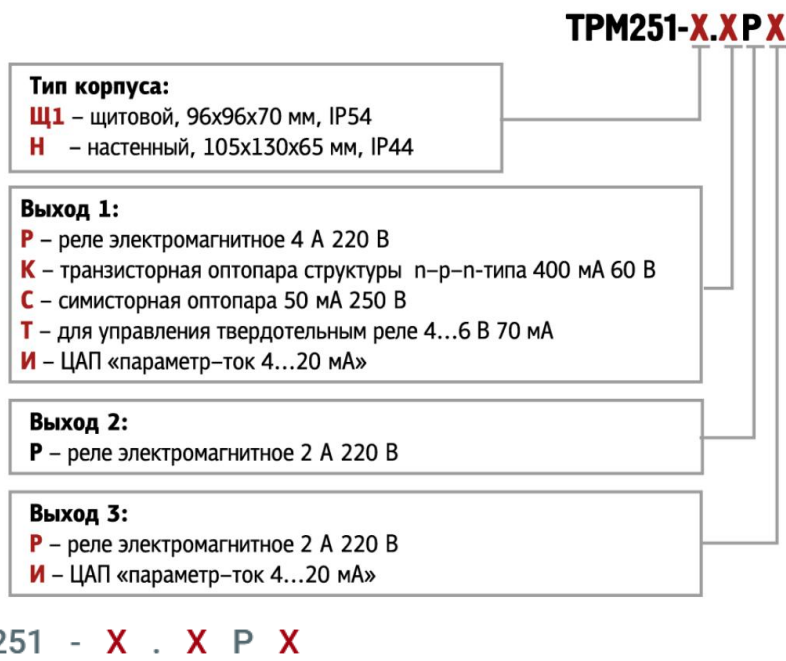 ТРМ251-Х.ХРХ
Тип корпуса:
Щ1 – щитовой, 96х96х70 мм, IP54
Н – настенный, 105х130х65 мм, IP44
Выход 1:
Р – реле электромагнитное 4 А 220 В
К – транзисторная оптопара структуры n–p–n-типа 400 мА 60 В
С – симисторная оптопара 50 мА 250 В
Т – для управления твердотельным реле 4...6 В 70 мА
И – ЦАП «параметр–ток 4...20 мА»
Выход 2:
Р – реле электромагнитное 2 А 220 В
Выход 3:
Р – реле электромагнитное 2 А 220 В
И – ЦАП «параметр–ток 4...20 мА»
251 - Х . Х Р Х